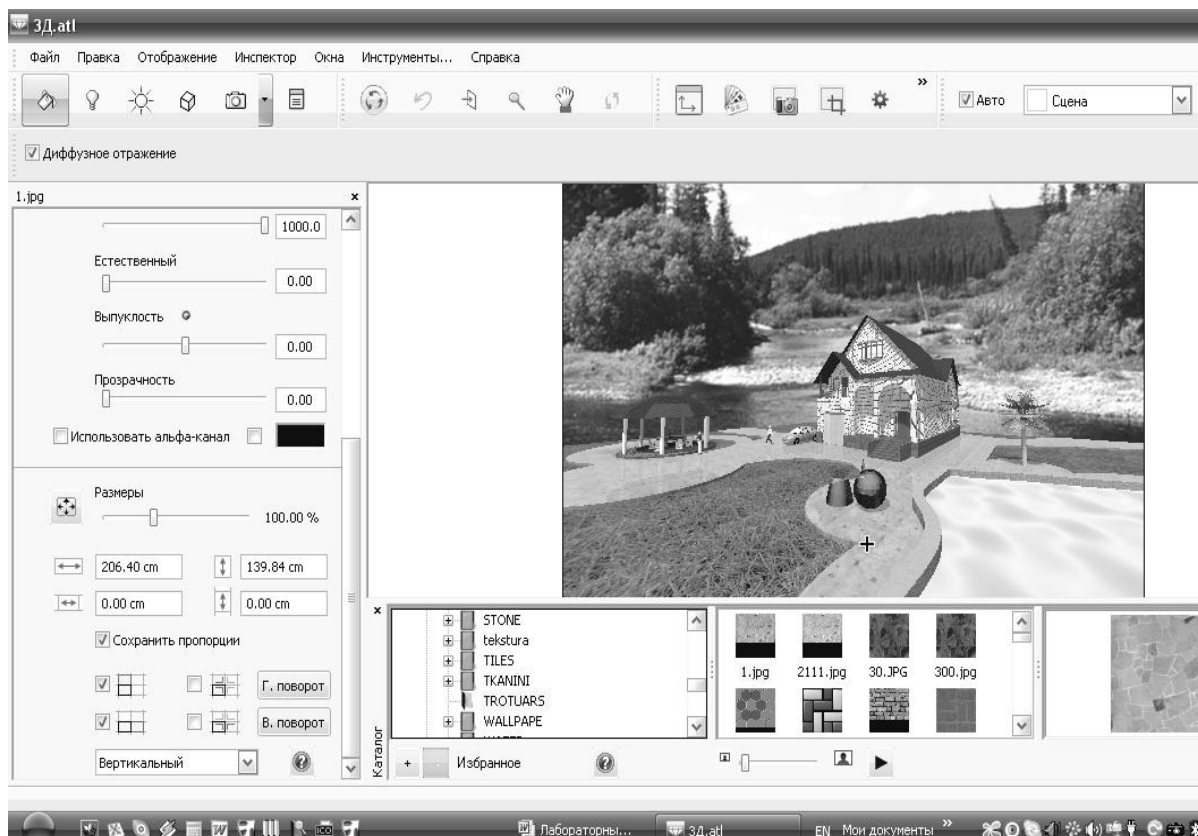 3Д.atl
Файл Правка Отображение Инспектор Окна Инструменты... Справка
» Авто Сцена
Диффузное отражение
1.jpg x
1000.0
Естественный
0.00
Выпуклость
0.00
Прозрачность
0.00
Использовать альфа-канал
Размеры
100.00 %
206.40 cm 139.84 cm
0.00 cm 0.00 cm
Сохранить пропорции
Г. поворот
В. поворот
Вертикальный
Каталог
STONE
tekstura
TILES
TKANINI
TROTUARS
WALLPAPE
1.jpg 2111.jpg 30.JPG 300.jpg
Избранное
Лабораторны... 3Д.atl EN Мои документы »